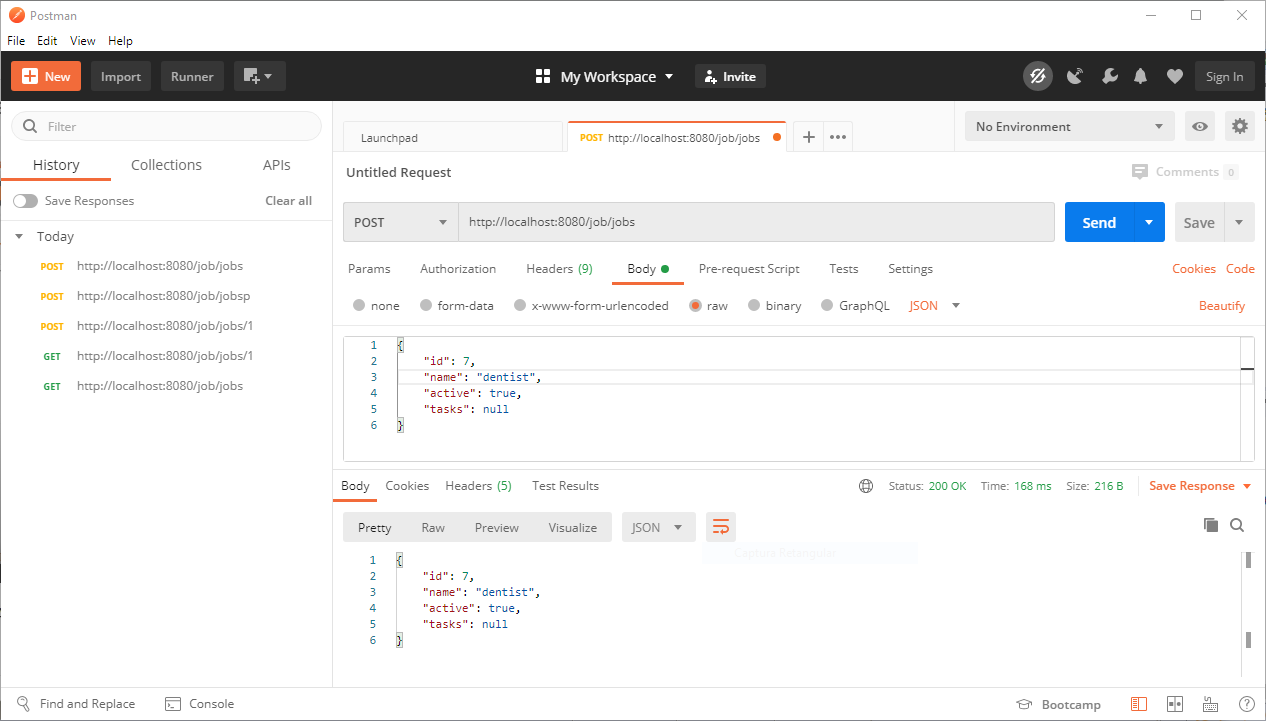 Postman
File Edit View Help
New Import Runner My Workspace Invite Sign In
Filter
History Collections APIs
Save Responses Clear all
Today
POST http://localhost:8080/job/jobs
POST http://localhost:8080/job/jobsp
POST http://localhost:8080/job/jobs/1
GET http://localhost:8080/job/jobs/1
GET http://localhost:8080/job/jobs
Launchpad POST http://localhost:8080/job/jobs No Environment
Untitled Request Comments 0
POST http://localhost:8080/job/jobs Send Save
Params Authorization Headers (9) Body Pre-request Script Tests Settings Cookies Code
none form-data x-www-form-urlencoded raw binary GraphQL JSON Beautify
1 {
2 "id": 7,
3 "name": "dentist",
4 "active": true,
5 "tasks": null
6 }
Body Cookies Headers (5) Test Results Status: 200 OK Time: 168 ms Size: 216 B Save Response
Pretty Raw Preview Visualize JSON
Captura Retangular
1 {
2 "id": 7,
3 "name": "dentist",
4 "active": true,
5 "tasks": null
6 }
Find and Replace Console Bootcamp